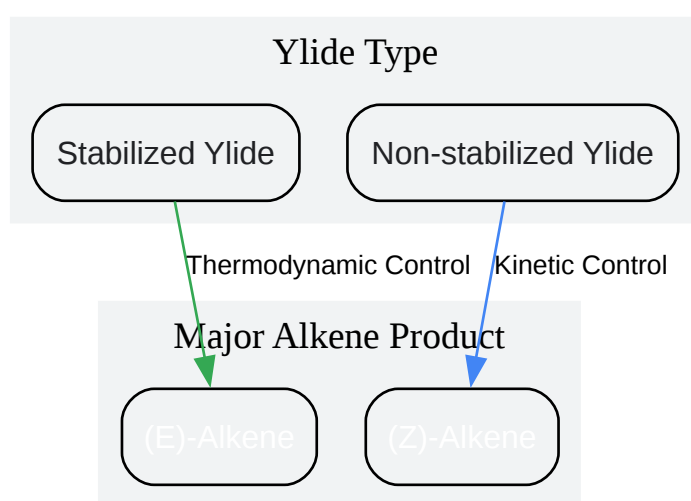 Ylide Type
Stabilized Ylide
Non-stabilized Ylide
Thermodynamic Control
Kinetic Control
Major Alkene Product
(E)-Alkene
(Z)-Alkene